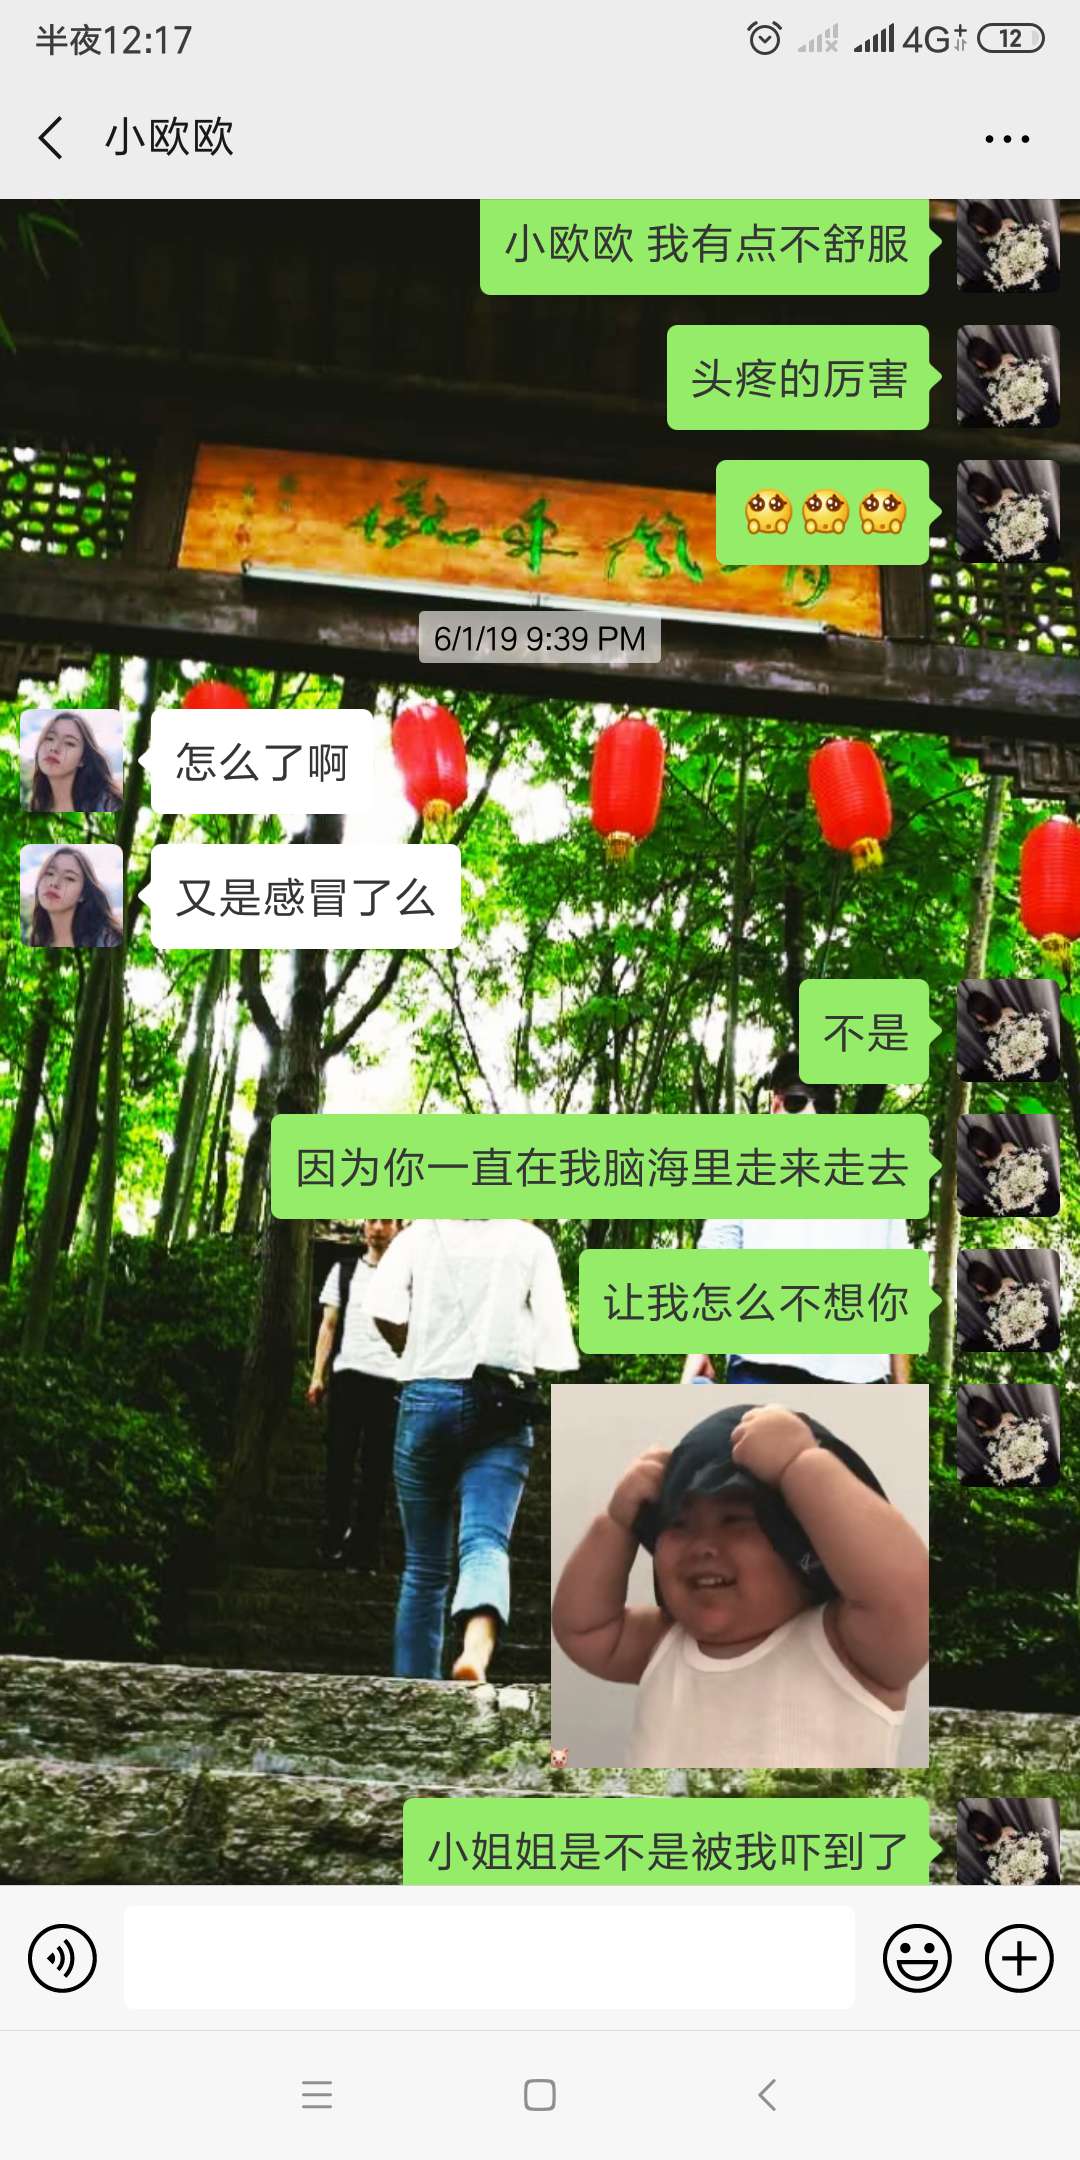 半夜12:17
4G+
12
小欧欧
小欧欧 我有点不舒服
头疼的厉害
6/1/19 9:39 PM
怎么了啊
又是感冒了么
不是
因为你一直在我脑海里走来走去
让我怎么不想你
小姐姐是不是被我吓到了